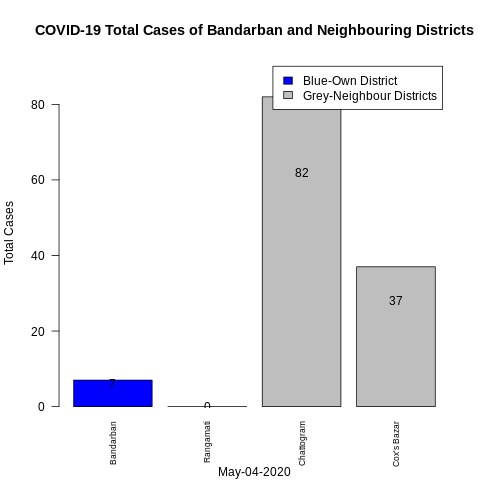 COVID-19 Total Cases of Bandarban and Neighbouring Districts
Blue-Own District
Grey-Neighbour Districts
Total Cases
80
60
40
20
0
7
0
82
37
Bandarban
Rangamati
Chattogram
Cox's Bazar
May-04-2020